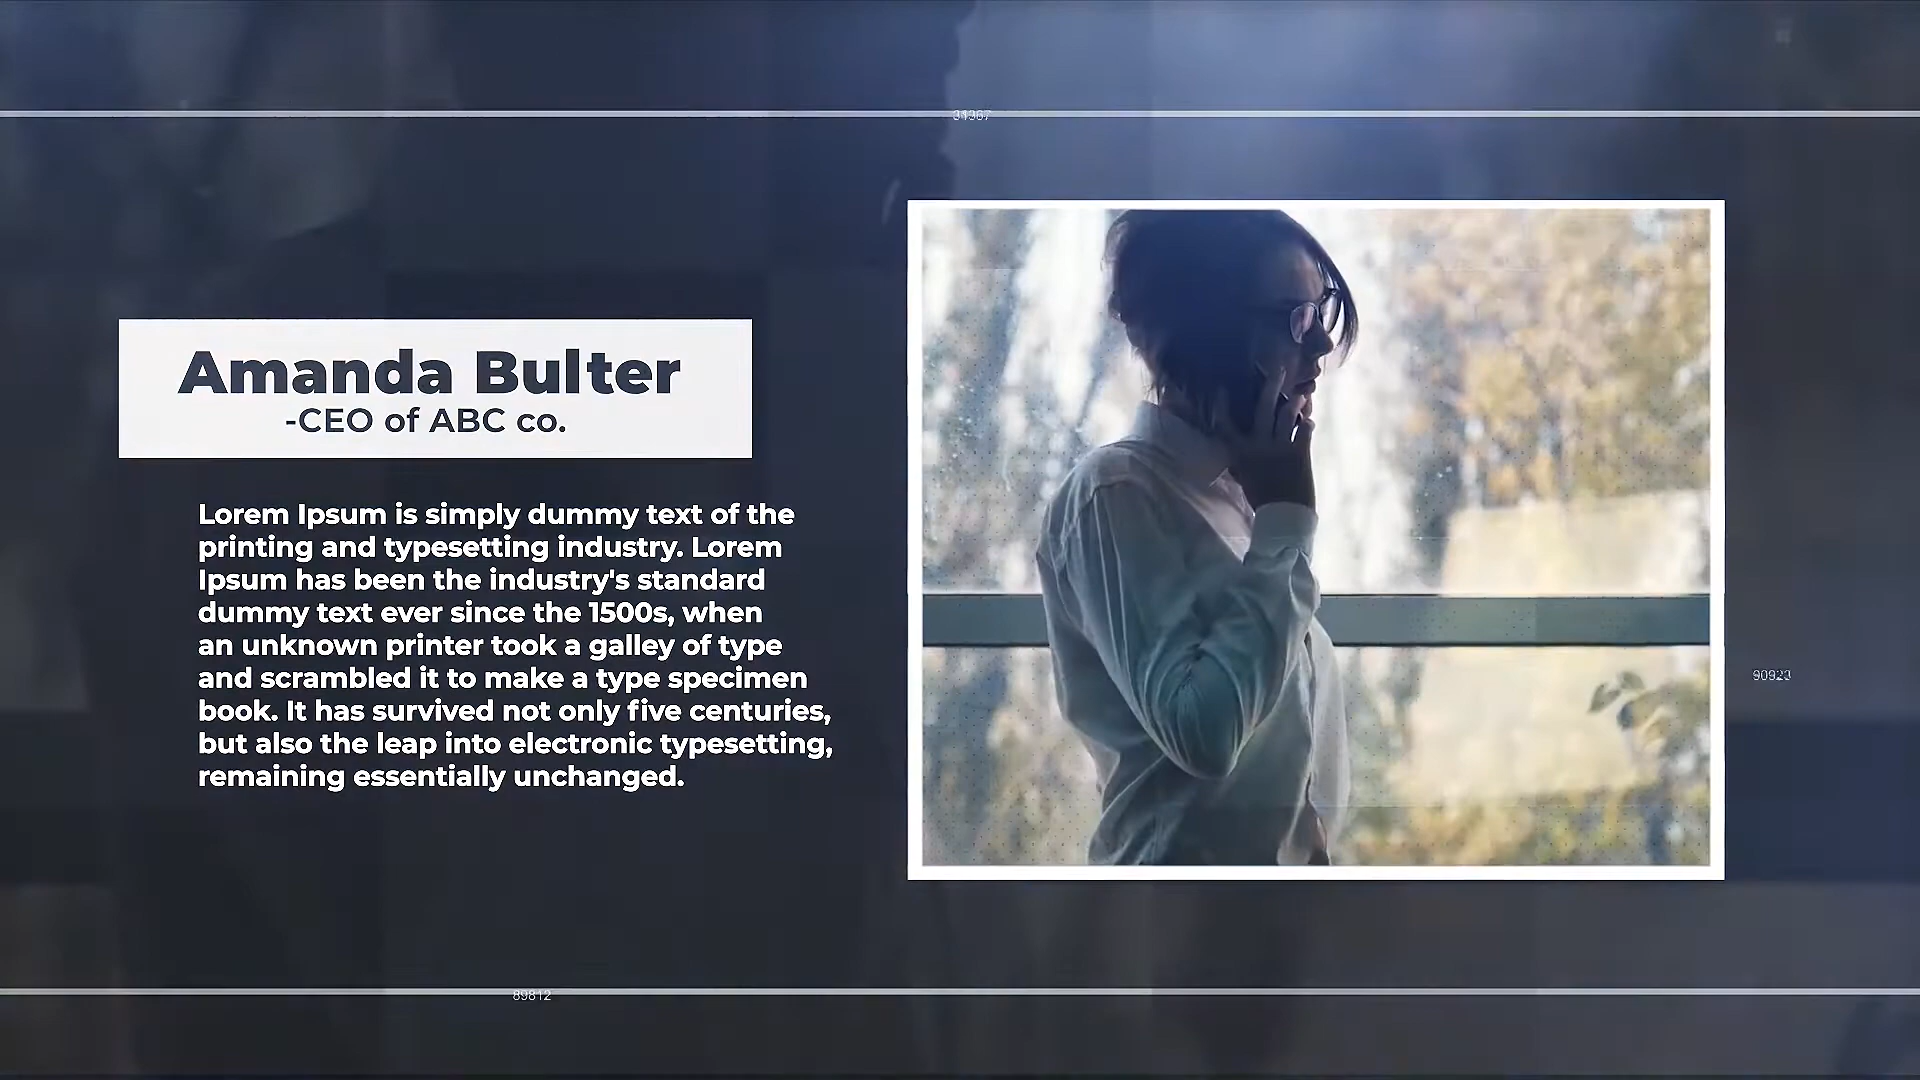 34967
Amanda Bulter
-CEO of ABC co.
Lorem Ipsum is simply dummy text of the
printing and typesetting industry. Lorem
Ipsum has been the industry's standard
dummy text ever since the 1500s, when
an unknown printer took a galley of type
and scrambled it to make a type specimen
book. It has survived not only five centuries,
but also the leap into electronic typesetting,
remaining essentially unchanged.
89812